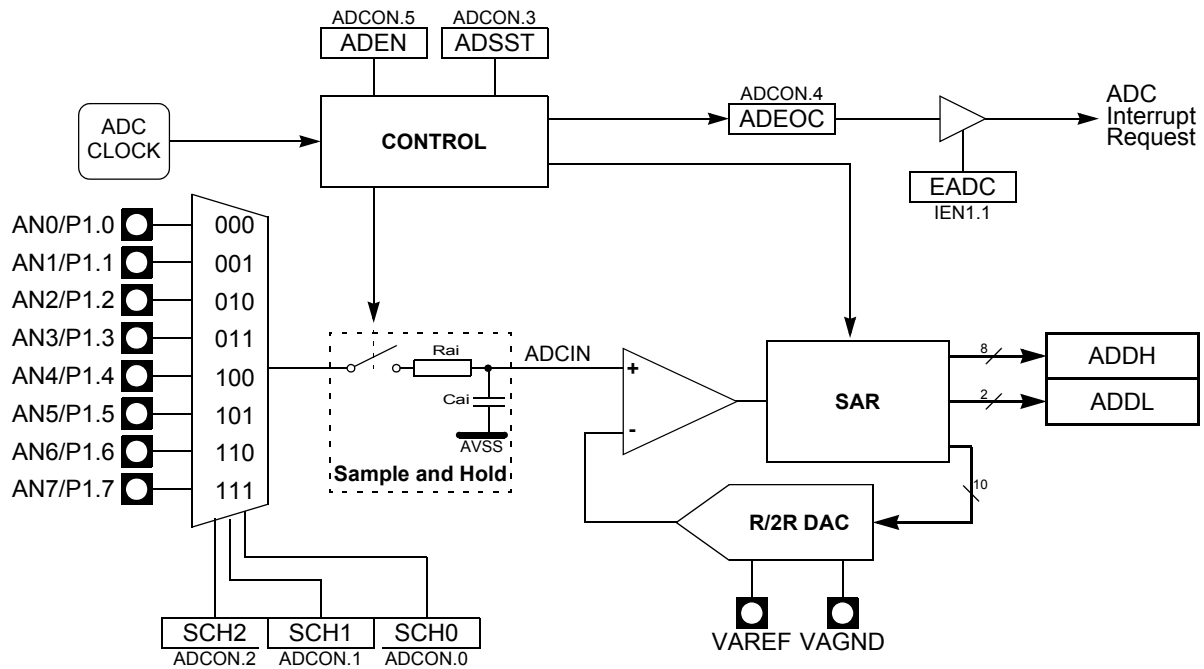 ADCON.5
ADEN
ADCON.3
ADSST
ADC
CLOCK
CONTROL
ADCON.4
ADEOC
ADC
Interrupt
Request
EADC
IEN1.1
AN0/P1.0
000
AN1/P1.1
001
AN2/P1.2
010
AN3/P1.3
011
AN4/P1.4
100
AN5/P1.5
101
AN6/P1.6
110
AN7/P1.7
111
Rai
Cai
AVSS
Sample and Hold
ADCIN
+
-
SAR
8
ADDH
2
ADDL
10
R/2R DAC
VAREF
VAGND
SCH2
SCH1
SCH0
ADCON.2
ADCON.1
ADCON.0